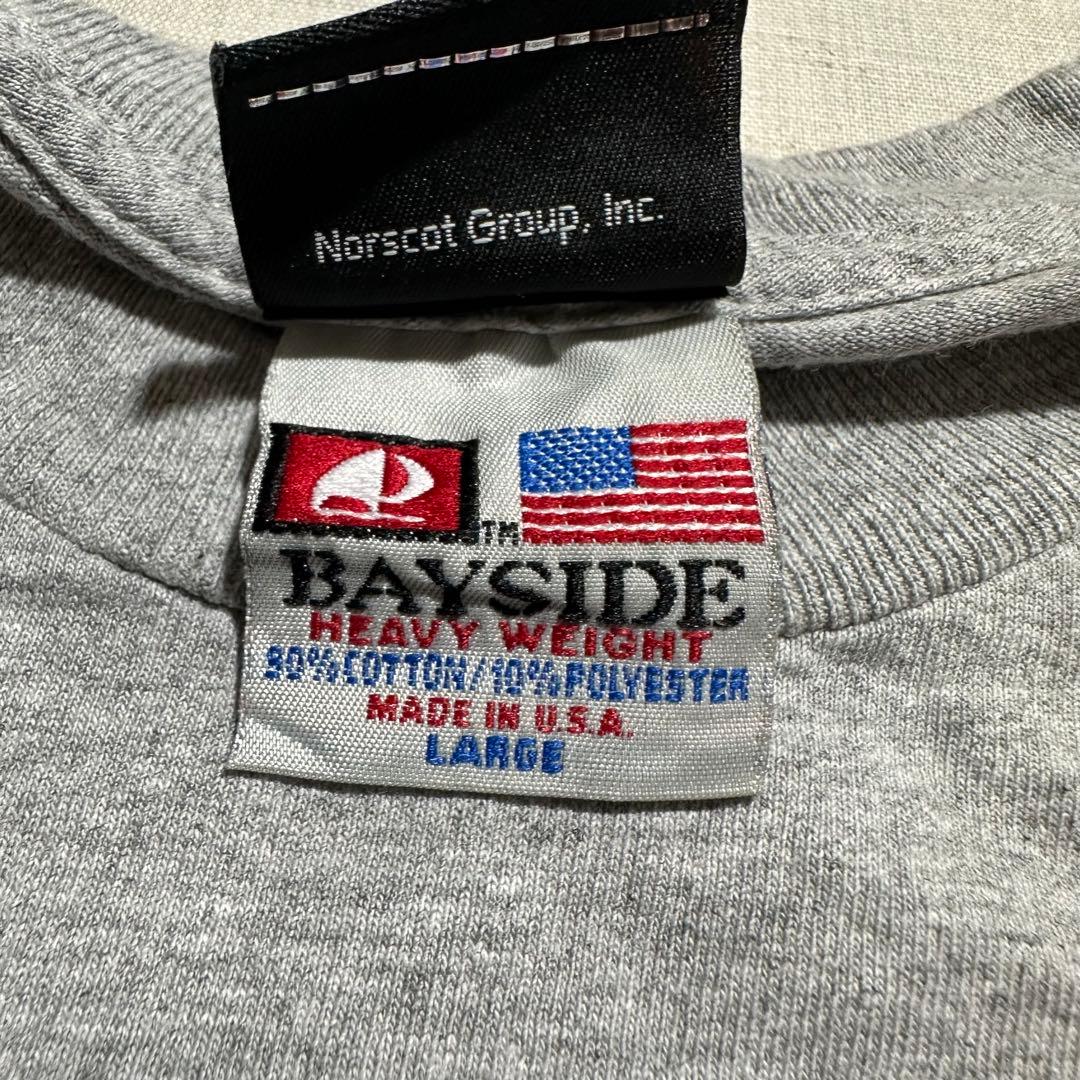 Norscot Group, Inc.
TM
BAYSIDE
HEAVY WEIGHT
90% COTTON/10% POLYESTER
MADE IN U.S.A.
LARGE